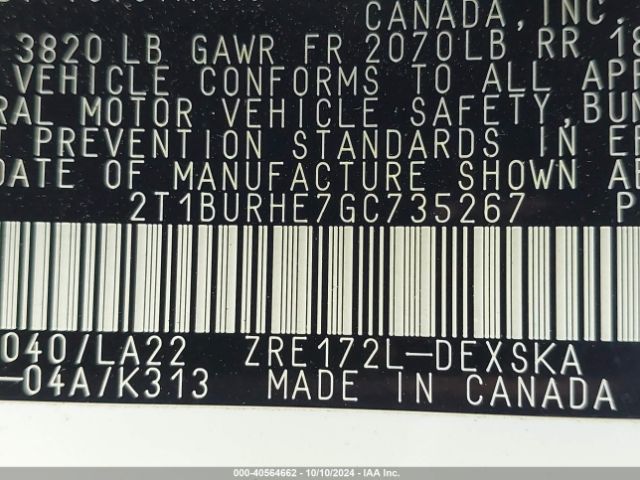 CANADA, INC.
3820 LB GAWR FR 2070LB RR
VEHICLE CONFORMS TO ALL
MOTOR VEHICLE SAFETY,
PREVENTION STANDARDS IN
DATE OF MANUFACTURE SHOWN
2T1BURHE7GC735267 P
040/LA22 ZRE172L-DEXSKA
-04A/K313 MADE IN CANADA
000-40564662 - 10/10/2024 - IAA Inc.